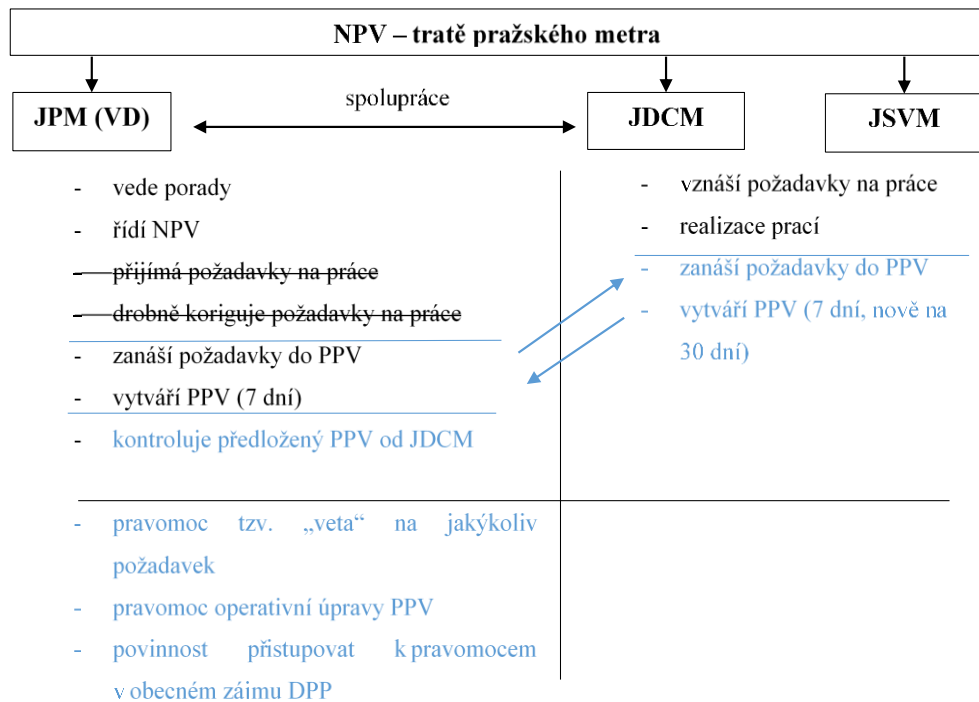 NPV – tratě pražského metra
JPM (VD)
spolupráce
JDCM
JSVM
- vede porady
- řídí NPV
- přijímá požadavky na práce
- drobně koriguje požadavky na práce
- zanáší požadavky do PPV
- vytváří PPV (7 dní)
- kontroluje předložený PPV od JDCM
- vznáší požadavky na práce
- realizace prací
- zanáší požadavky do PPV
- vytváří PPV (7 dní, nově na
30 dní)
- pravomoc tzv. „veta“ na jakýkoliv
požadavek
- pravomoc operativní úpravy PPV
- povinnost přistupovat k pravomocem
v obecném záimu DPP